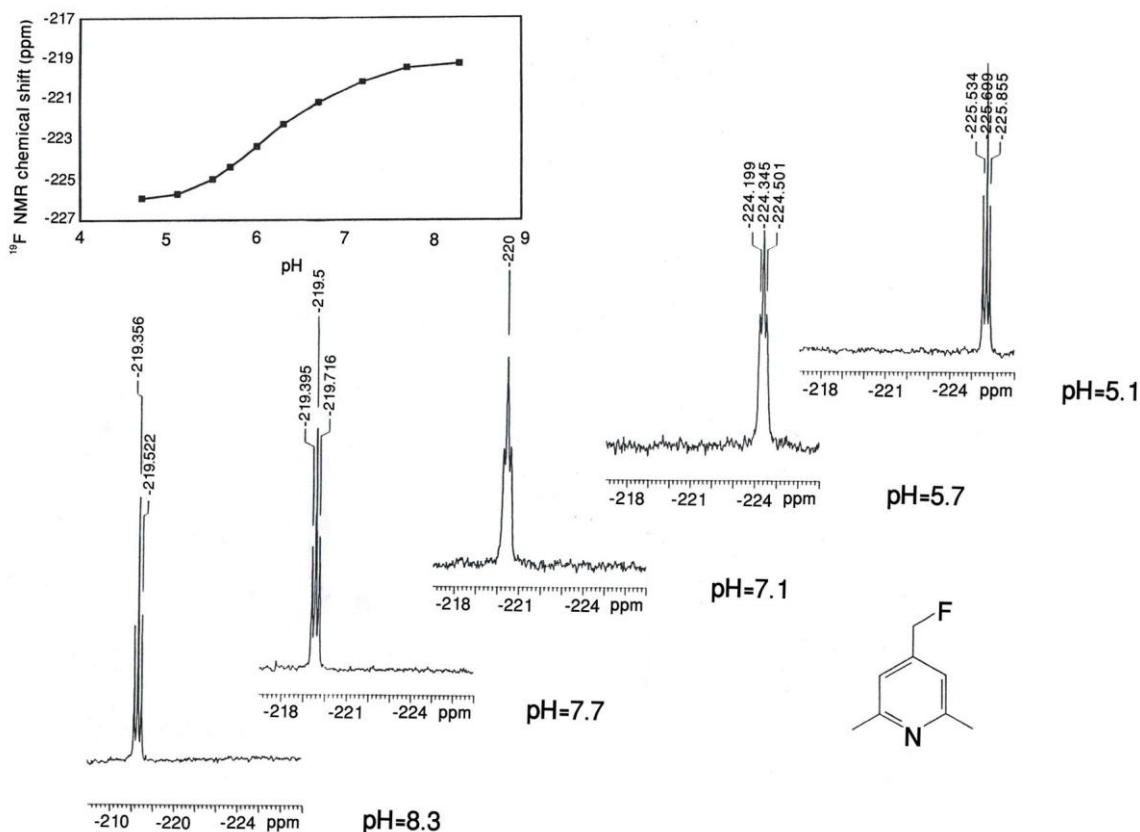 -217
-219
-221
-223
-225
-227
¹⁹F NMR chemical shift (ppm)
4 5 6 7 8 9
pH
-219.356
-219.522
-210 -220 -224 ppm
pH=8.3
-219.395
-219.5
-219.716
-218 -221 -224 ppm
pH=7.7
-220
-218 -221 -224 ppm
pH=7.1
-224.199
-224.345
-224.501
-218 -221 -224 ppm
pH=5.7
-225.534
-225.699
-225.855
-218 -221 -224 ppm
pH=5.1
F
N